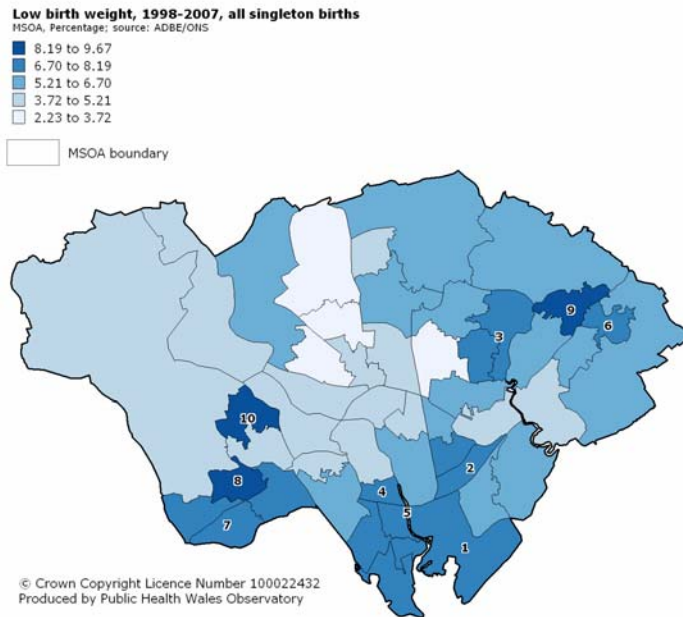 Low birth weight, 1998-2007, all singleton births
MSOA, Percentage; source: ADBE/ONS
8.19 to 9.67
6.70 to 8.19
5.21 to 6.70
3.72 to 5.21
2.23 to 3.72
MSOA boundary
9
6
3
10
2
8
4
5
7
1
© Crown Copyright Licence Number 100022432
Produced by Public Health Wales Observatory